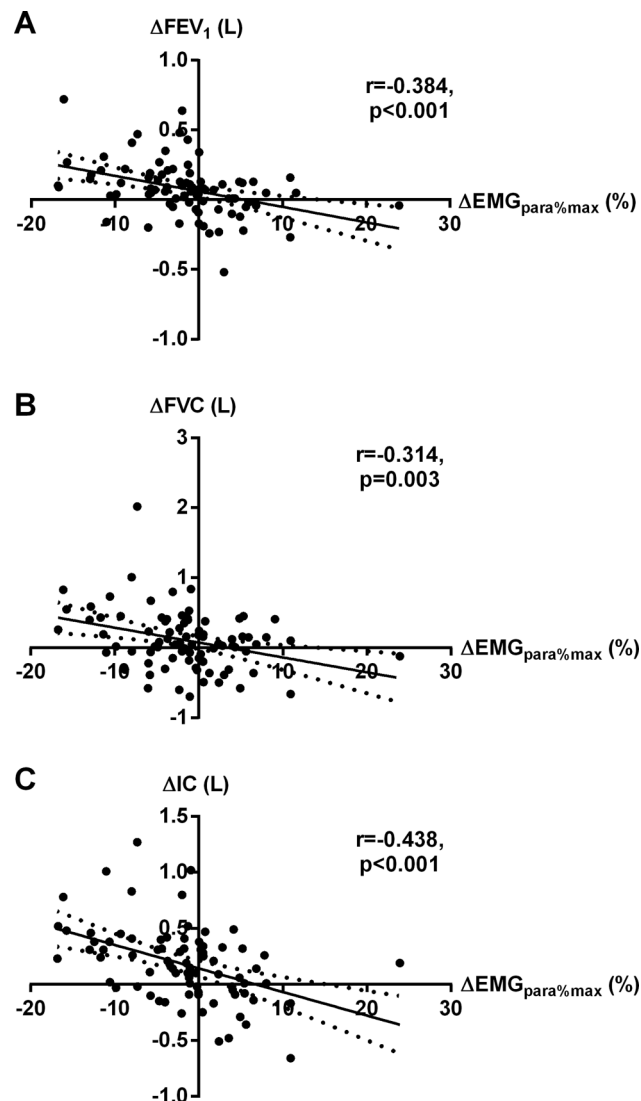 A
ΔFEV1 (L)
r=-0.384,
p<0.001
1.0
0.5
-20 -10 0 10 20 30 ΔEMGpara%max (%)
-0.5
-1.0
B
ΔFVC (L)
r=-0.314,
p=0.003
3
2
1
-20 -10 0 10 20 30 ΔEMGpara%max (%)
-1
C
ΔIC (L)
r=-0.438,
p<0.001
1.5
1.0
0.5
-20 -10 0 10 20 30 ΔEMGpara%max (%)
-0.5
-1.0